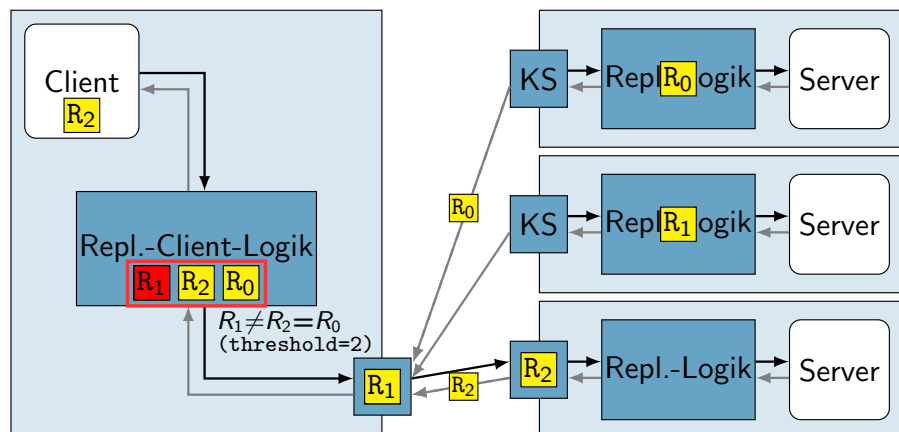 Client
R₂
Repl.-Client-Logik
R₁ R₂ R₀
R₁≠R₂=R₀
(threshold=2)
R₁
R₀
R₂
KS
Repl R₀ ogik
Server
KS
Repl R₁ ogik
Server
R₂
Repl.-Logik
Server